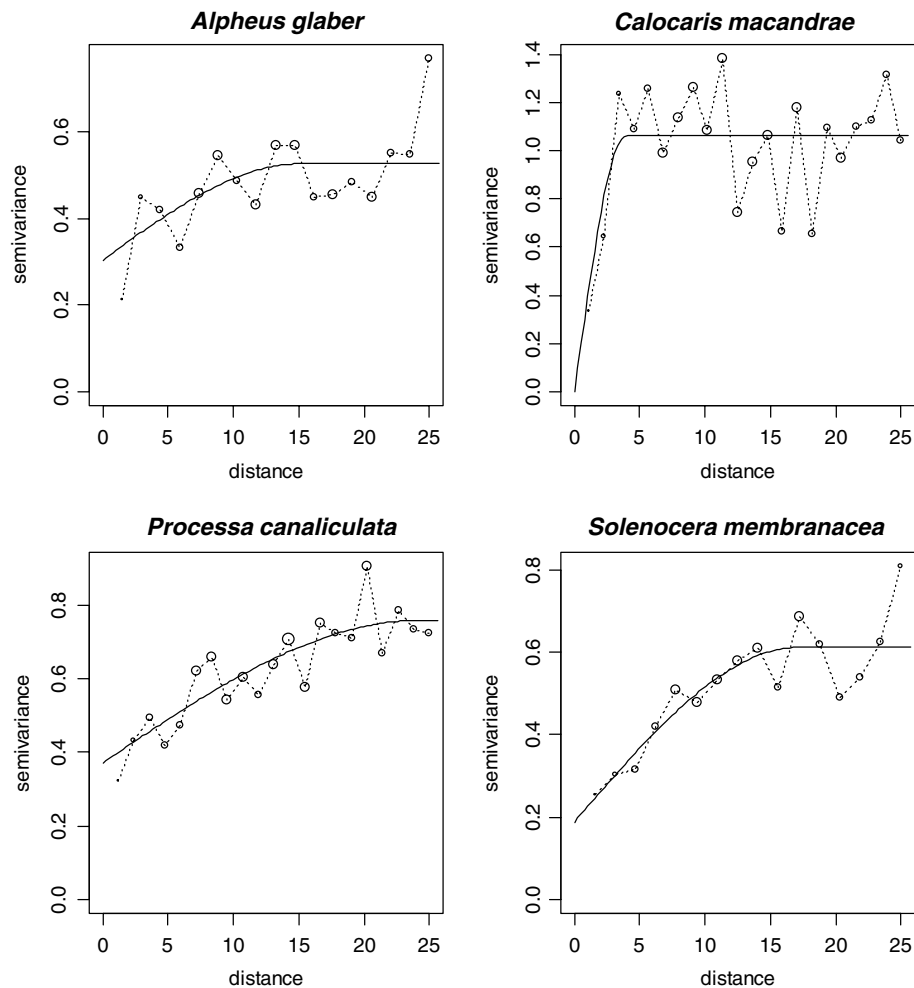 Alpheus glaber
semivariance
0.0 0.2 0.4 0.6
0 5 10 15 20 25
distance
Calocaris macandrae
semivariance
0.0 0.2 0.4 0.6 0.8 1.0 1.2 1.4
0 5 10 15 20 25
distance
Processa canaliculata
semivariance
0.0 0.2 0.4 0.6 0.8
0 5 10 15 20 25
distance
Solenocera membranacea
semivariance
0.0 0.2 0.4 0.6 0.8
0 5 10 15 20 25
distance